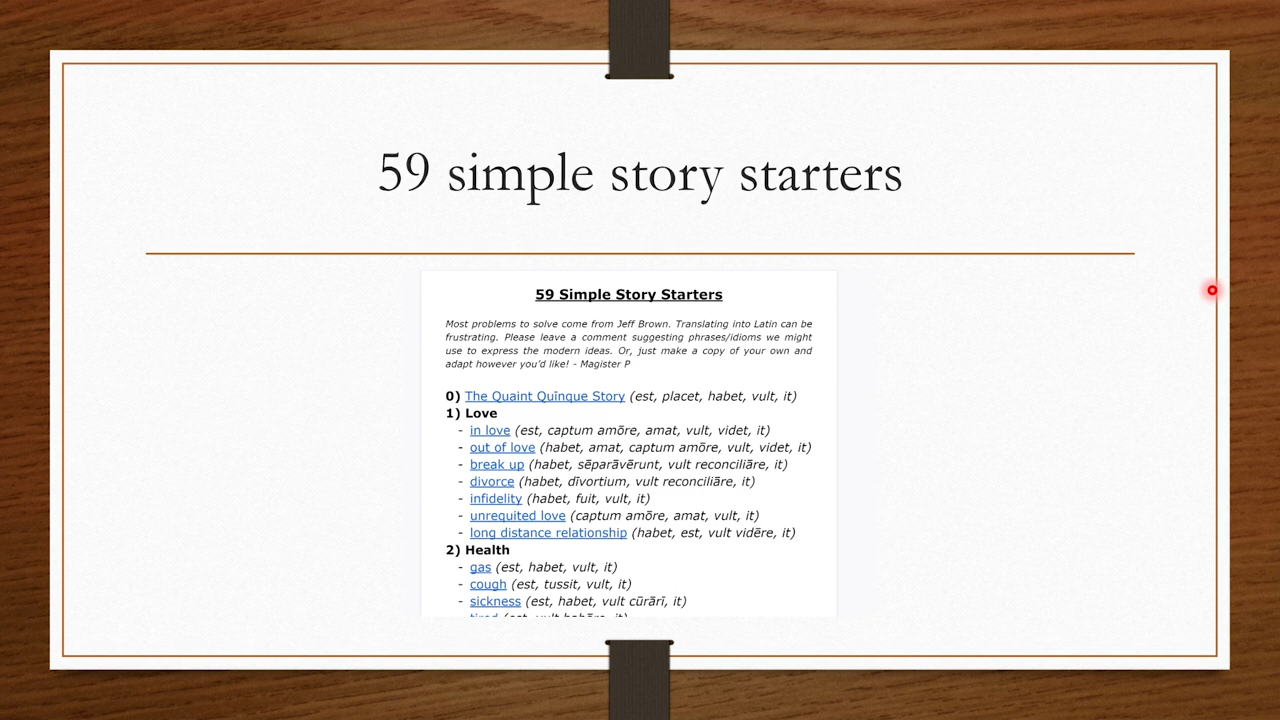 59 simple story starters
59 Simple Story Starters
Most problems to solve come from Jeff Brown. Translating into Latin can be
frustrating. Please leave a comment suggesting phrases/idioms we might
use to express the modern ideas. Or, just make a copy of your own and
adapt however you'd like! - Magister P
0) The Quaint Quīnque Story (est, placet, habet, vult, it)
1) Love
- in love (est, captum amōre, amat, vult, videt, it)
- out of love (habet, amat, captum amōre, vult, videt, it)
- break up (habet, sēparāvērunt, vult reconciliāre, it)
- divorce (habet, dīvortium, vult reconciliāre, it)
- infidelity (habet, fuit, vult, it)
- unrequited love (captum amōre, amat, vult, it)
- long distance relationship (habet, est, vult vidēre, it)
2) Health
- gas (est, habet, vult, it)
- cough (est, tussit, vult, it)
- sickness (est, habet, vult cūrārī, it)